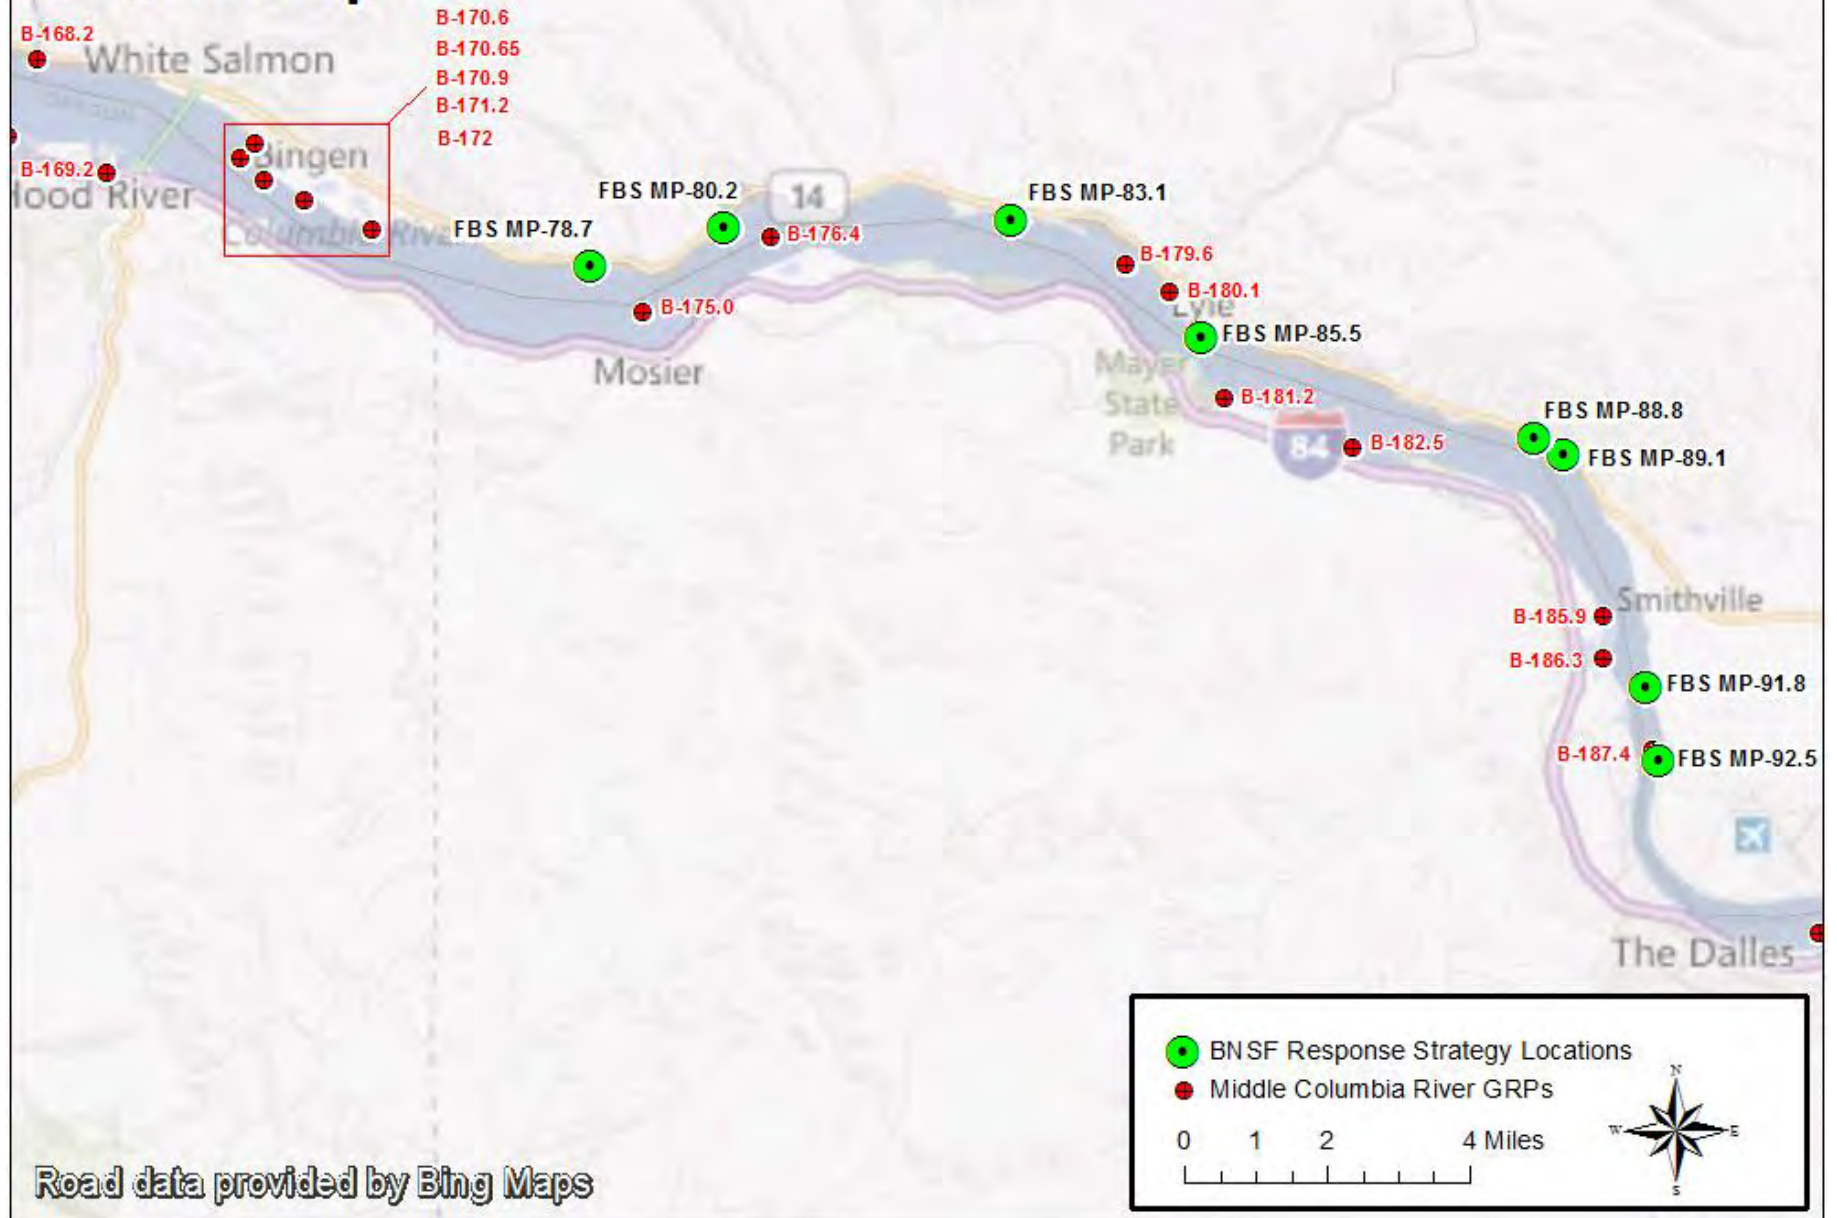 B-170.6
B-168.2
B-170.65
White Salmon
B-170.9
B-171.2
B-172
Bingen
B-169.2
Hood River
FBS MP-80.2
14
FBS MP-83.1
Columbia River
FBS MP-78.7
B-176.4
B-179.6
B-180.1
Lyle
B-175.0
FBS MP-85.5
Mosier
Mayer
State
Park
B-181.2
FBS MP-88.8
84
B-182.5
FBS MP-89.1
Smithville
B-185.9
B-186.3
FBS MP-91.8
B-187.4
FBS MP-92.5
The Dalles
BNSF Response Strategy Locations
Middle Columbia River GRPs
N
W
E
S
0 1 2 4 Miles
Road data provided by Bing Maps